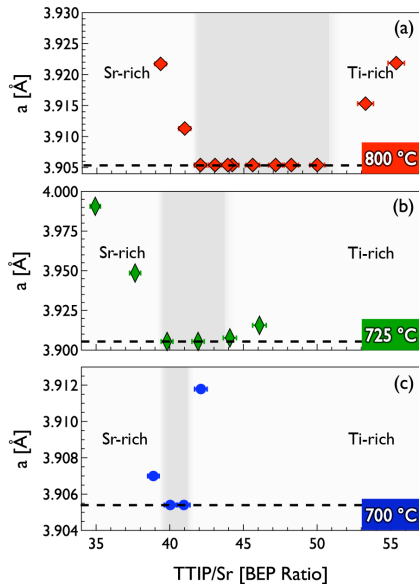 3.930
(a)
3.925
Sr-rich
Ti-rich
3.920
a [Å]
3.915
3.910
3.905
800 °C
4.000
(b)
3.975
Sr-rich
Ti-rich
a [Å]
3.950
3.925
3.900
725 °C
3.912
(c)
3.910
Sr-rich
Ti-rich
a [Å]
3.908
3.906
3.904
700 °C
35 40 45 50 55
TTIP/Sr [BEP Ratio]